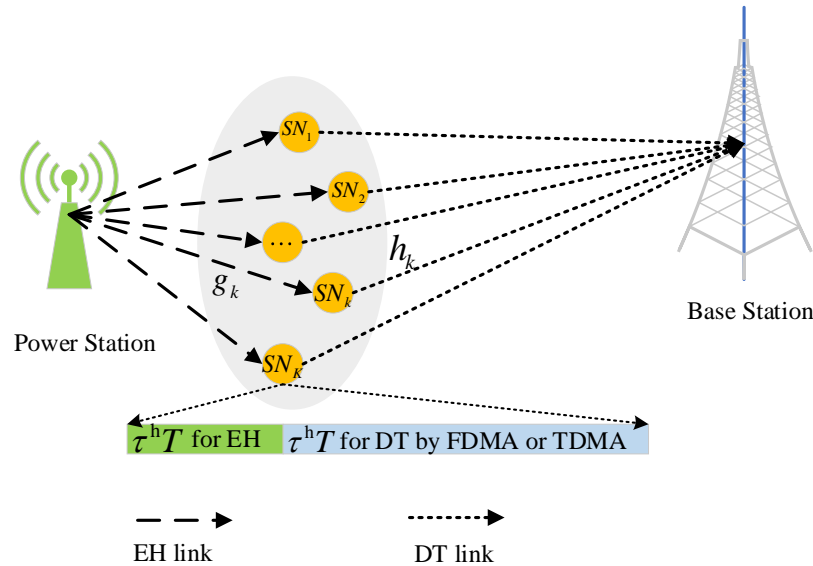 SN₁
SN₂
...
SNₖ
SN_K
gₖ
hₖ
Power Station
Base Station
τʰT for EH
τʰT for DT by FDMA or TDMA
EH link
DT link